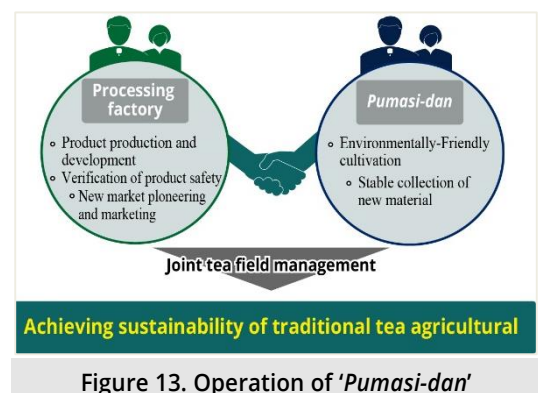 Processing
factory
Product production and
development
Verification of product safety
New market ploneering
and marketing
Pumasi-dan
Environmentally-Friendly
cultivation
Stable collection of
new material
Joint tea field management
Achieving sustainability of traditional tea agricultural
Figure 13. Operation of ‘Pumasi-dan’